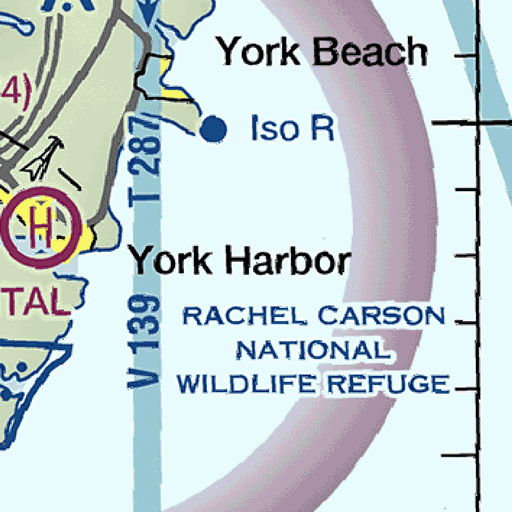 York Beach
4)
Iso R
T 287
H
York Harbor
TAL
V 139
RACHEL CARSON
NATIONAL
WILDLIFE REFUGE